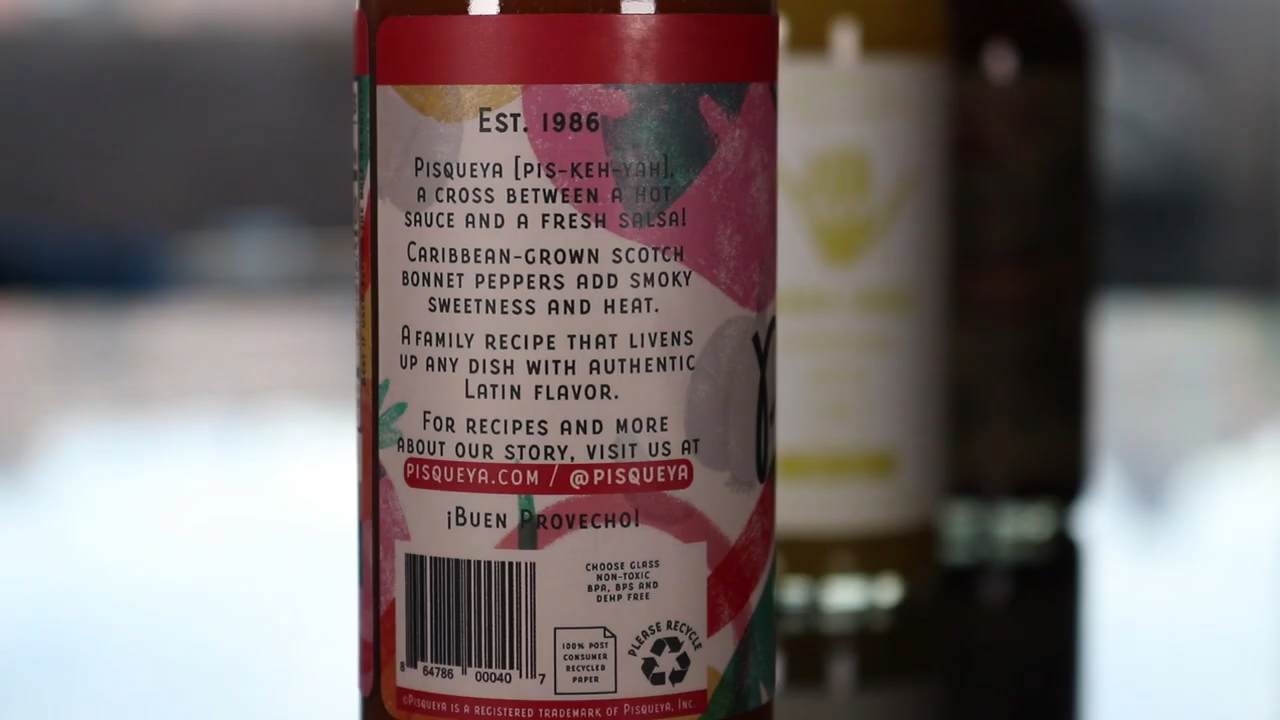 Est. 1986
Pisqueya [pis-keh-yah],
a cross between a hot
sauce and a fresh salsa!
Caribbean-grown Scotch
bonnet peppers add smoky
sweetness and heat.
A family recipe that livens
up any dish with authentic
Latin flavor.
For recipes and more
about our story, visit us at
pisqueya.com / @pisqueya
¡Buen Provecho!
CHOOSE GLASS
NON-TOXIC
BPA, BPS AND
DEHP FREE
100% POST
CONSUMER
RECYCLED
PAPER
PLEASE RECYCLE
8 64786 00040 7
©Pisqueya is a registered trademark of Pisqueya, Inc.